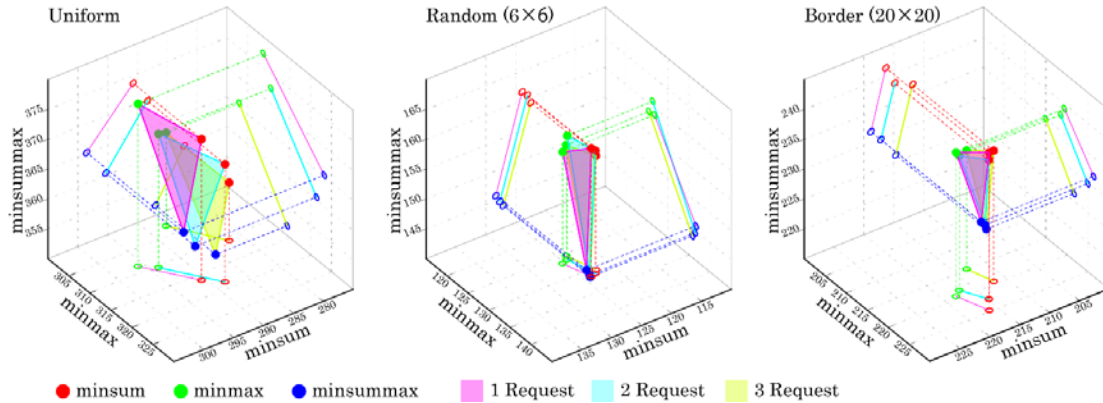 Uniform
Random (6×6)
Border (20×20)
minsummax
375
370
365
360
355
305
310
315
320
325
minmax
300
295
290
285
280
minsum
minsummax
165
160
155
150
145
120
125
130
135
140
minmax
135
130
125
120
115
minsum
minsummax
240
235
230
225
220
205
210
215
220
225
minmax
225
220
215
210
205
minsum
minsum
minmax
minsummax
1 Request
2 Request
3 Request